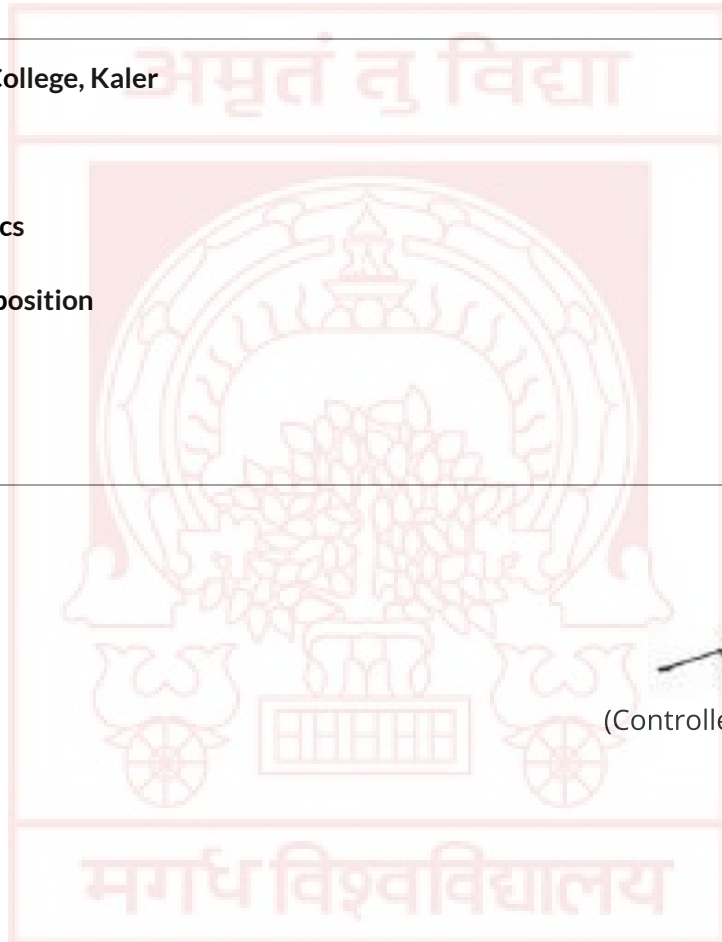 अमृतं तु विद्या
College, Kaler
cs
position
(Controlle
मगध विश्वविद्यालय